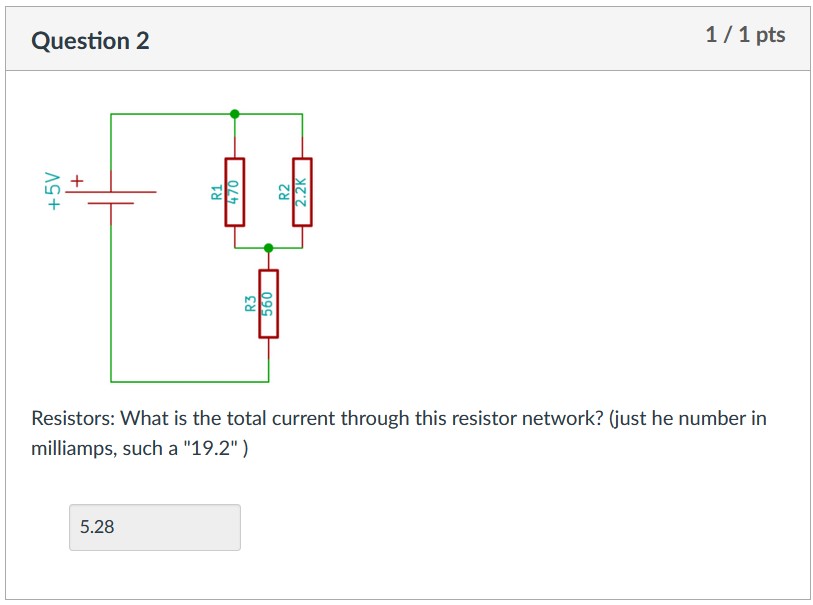 Question 2
1 / 1 pts
+5V
+
R1
470
R2
2.2K
R3
560
Resistors: What is the total current through this resistor network? (just he number in
milliamps, such a "19.2" )
5.28